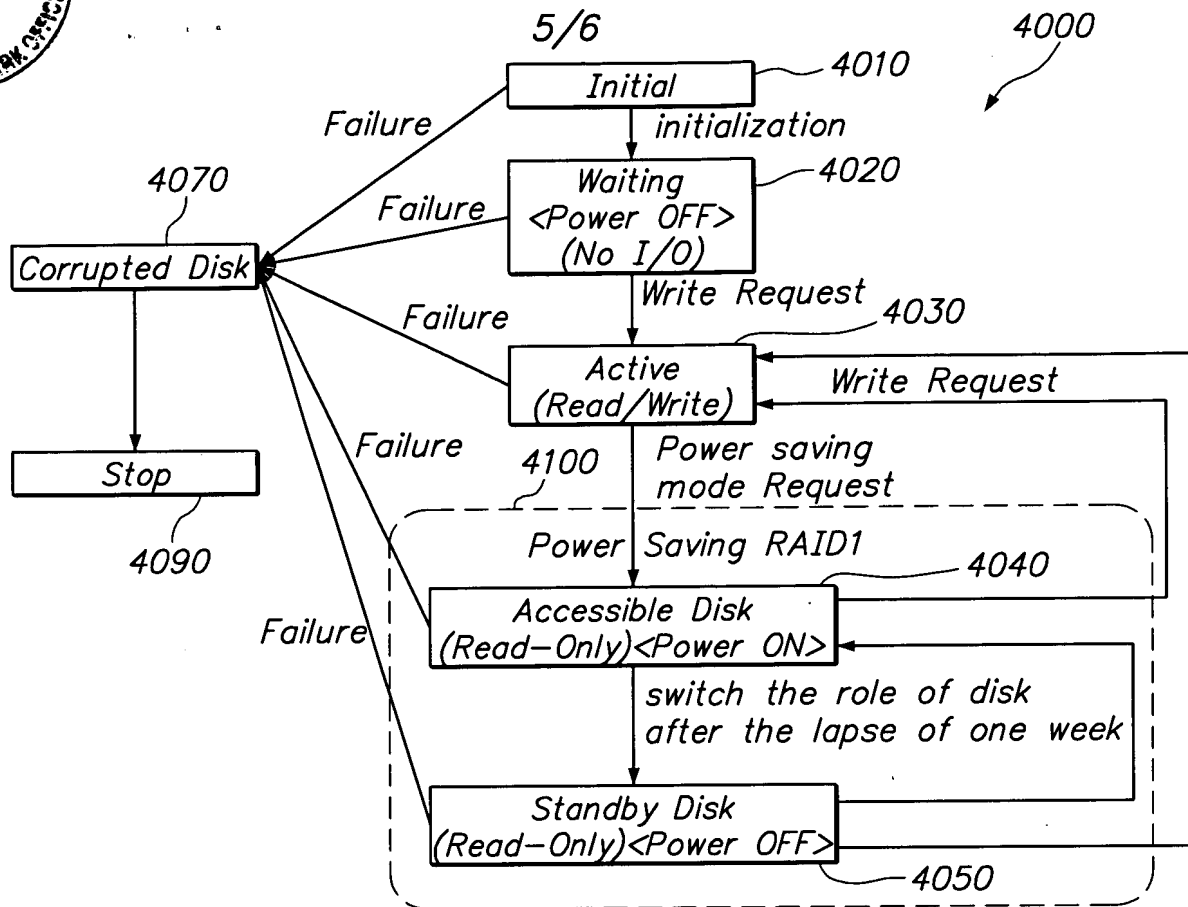 5/6
4000
Initial
4010
Failure
initialization
4070
Waiting
<Power OFF>
(No I/O)
4020
Failure
Corrupted Disk
Write Request
Failure
4030
Active
(Read/Write)
Write Request
Failure
4100
Power saving
mode Request
Stop
4090
Power Saving RAID1
4040
Accessible Disk
(Read-Only)<Power ON>
Failure
switch the role of disk
after the lapse of one week
Standby Disk
(Read-Only)<Power OFF>
4050